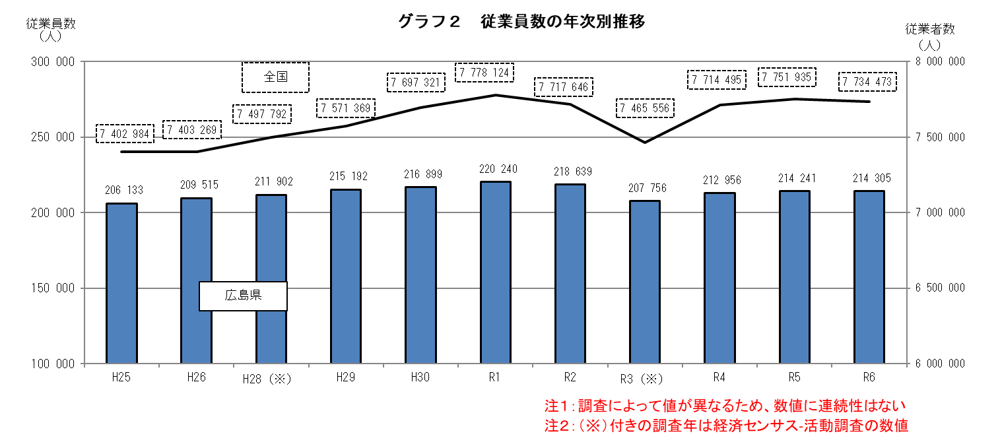 グラフ２　従業員数の年次別推移
従業員数
（人）
従業者数
（人）
300 000
250 000
200 000
150 000
100 000
8 000 000
7 500 000
7 000 000
6 500 000
6 000 000
全国
7 402 984
7 403 269
7 497 792
7 571 369
7 697 321
7 778 124
7 717 646
7 465 556
7 714 495
7 751 935
7 734 473
206 133
209 515
211 902
215 192
216 899
220 240
218 639
207 756
212 956
214 241
214 305
広島県
H25
H26
H28（※）
H29
H30
R1
R2
R3（※）
R4
R5
R6
注１：調査によって値が異なるため、数値に連続性はない
注２：（※）付きの調査年は経済センサス-活動調査の数値